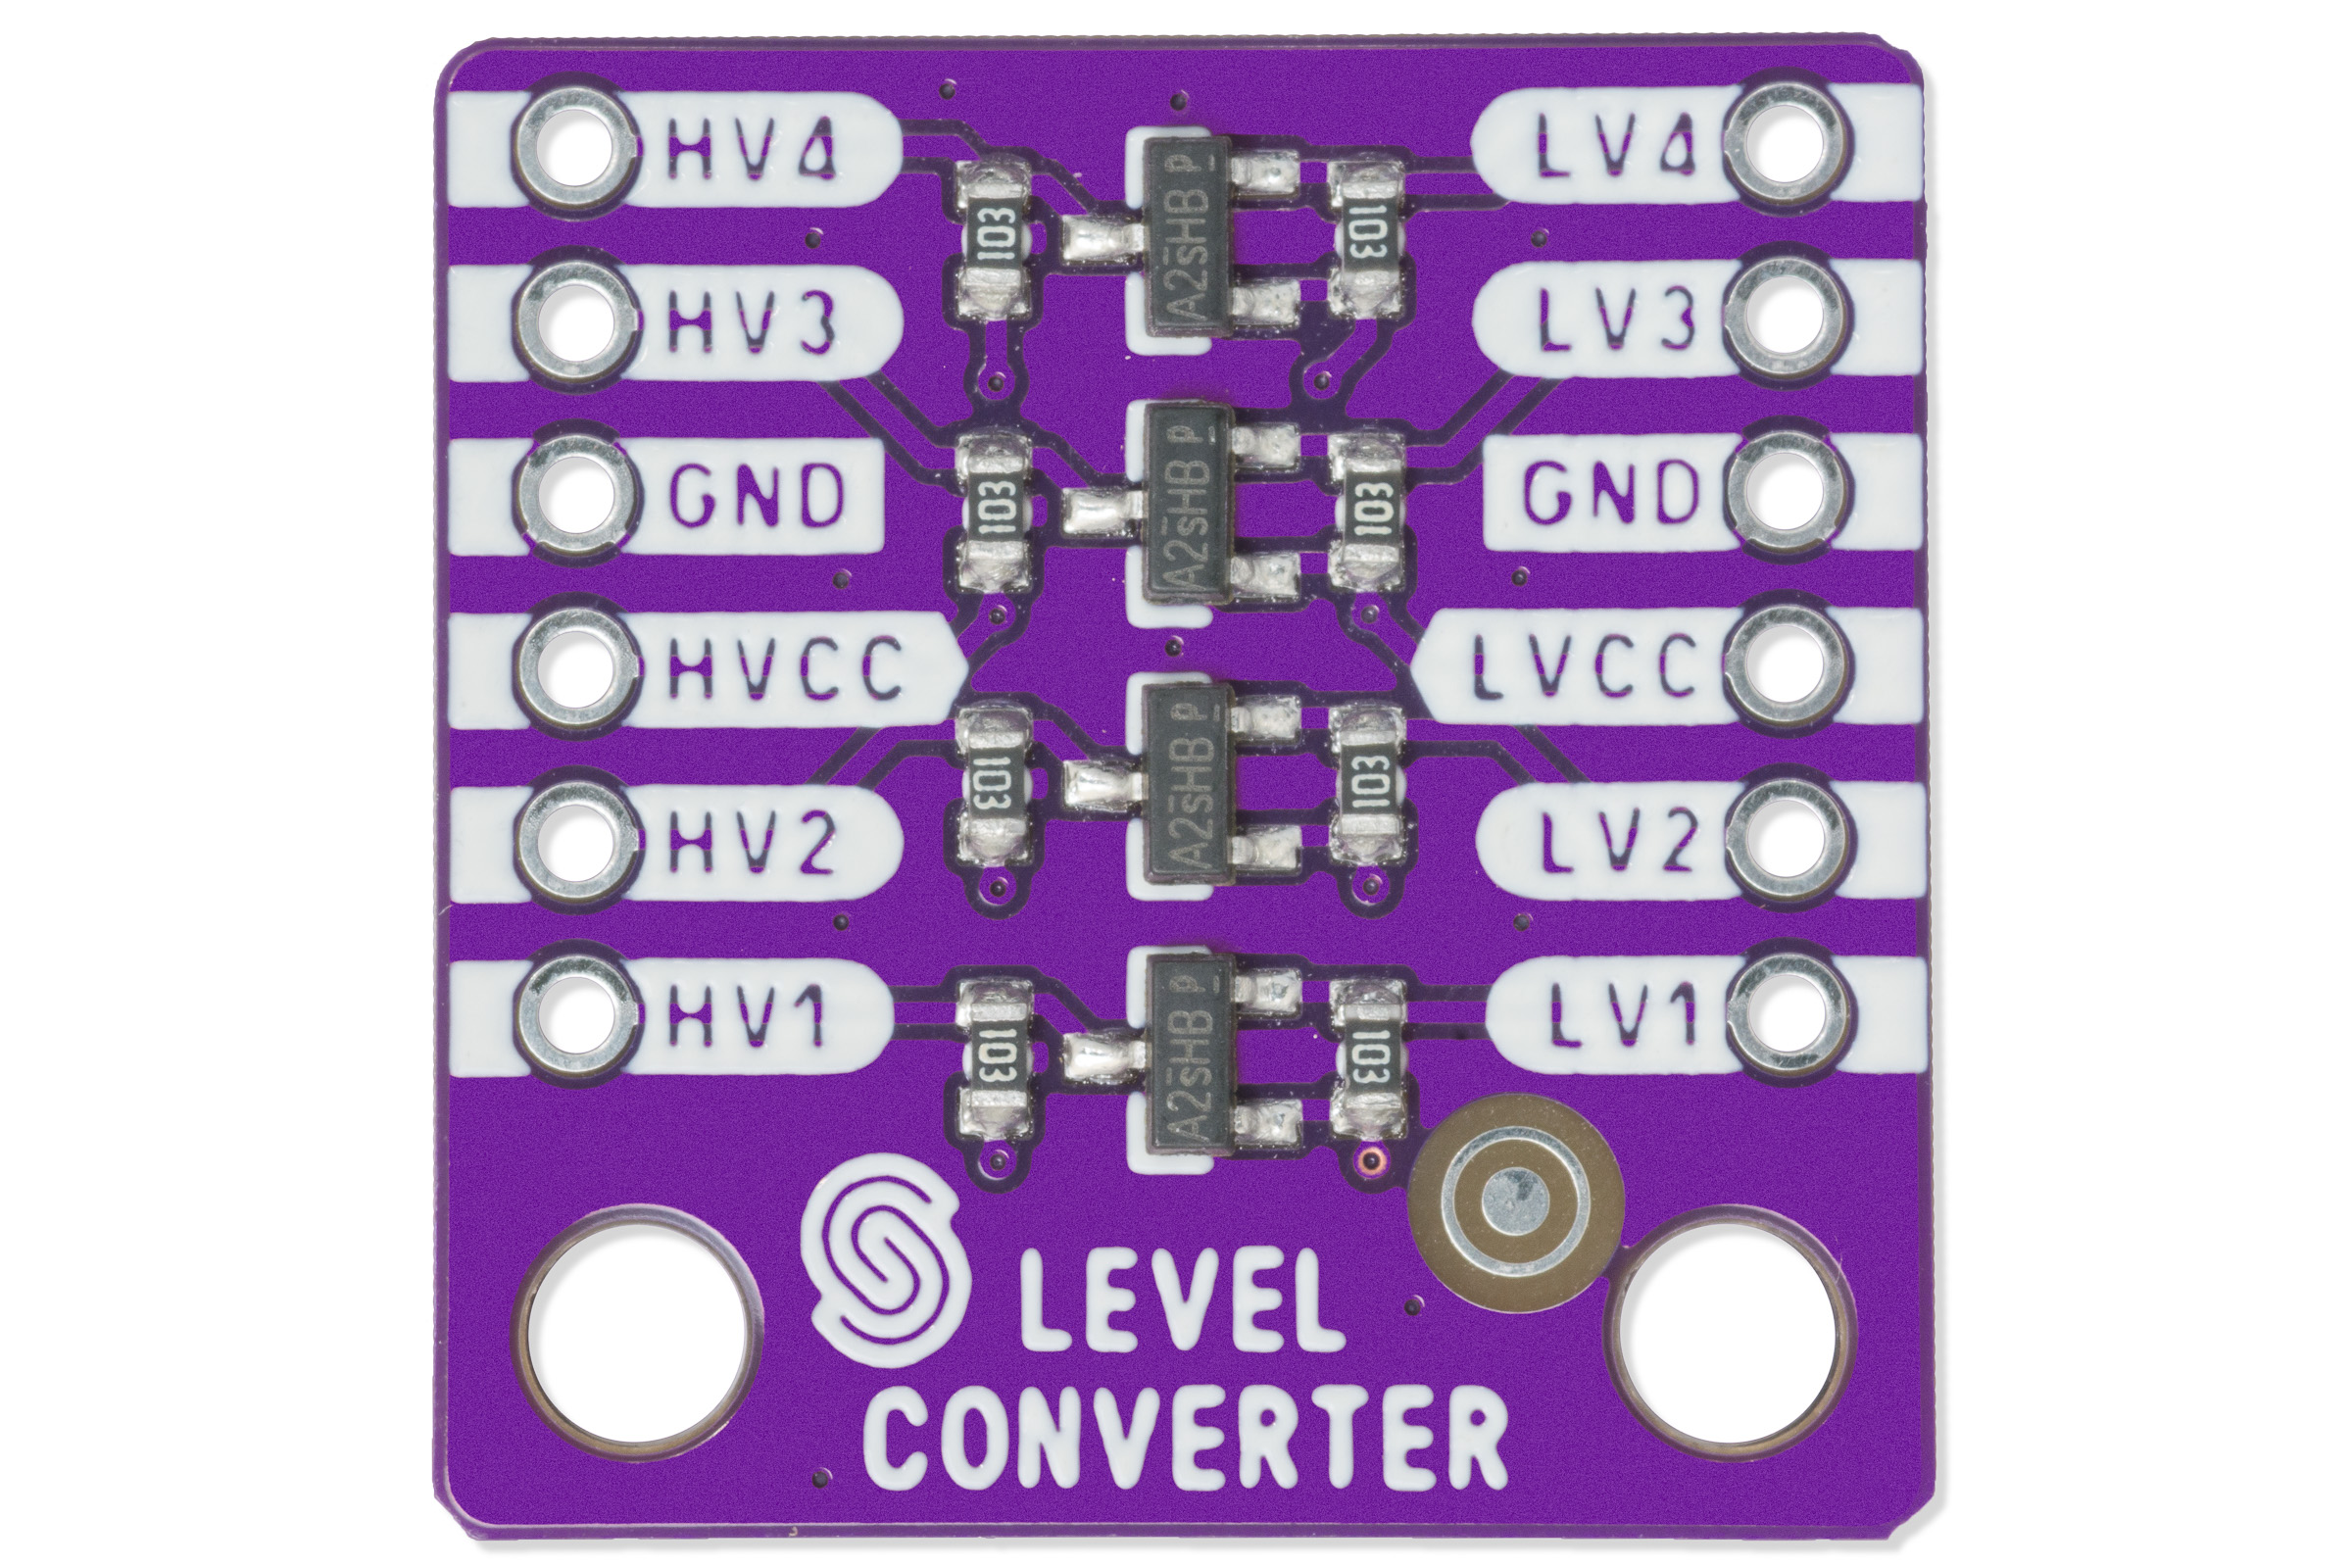 HV4
LV4
103
A2sHB P
103
HV3
LV3
GND
GND
103
A2sHB P
103
HVCC
LVCC
103
A2sHB P
103
HV2
LV2
HV1
LV1
103
A2sHB P
103
LEVEL
CONVERTER